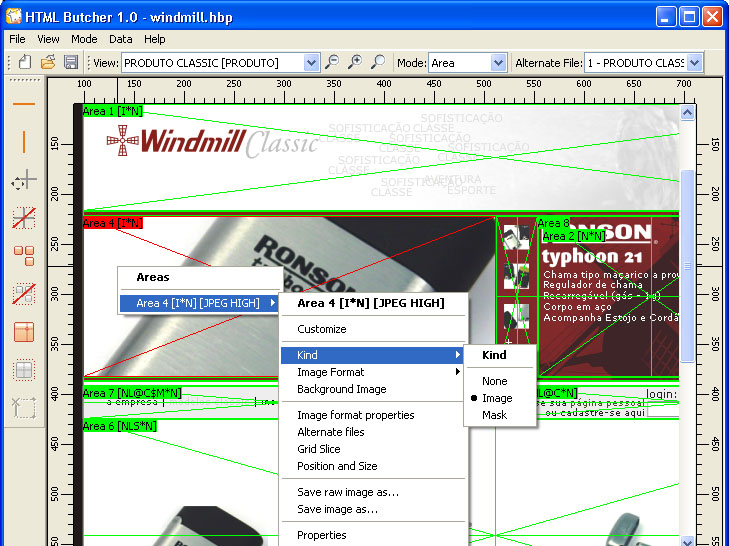 HTML Butcher 1.0 - windmill.hbp
File View Mode Data Help
View: PRODUTO CLASSIC [PRODUTO] Mode: Area Alternate File: 1 - PRODUTO CLASS
100 150 200 250 300 350 400 450 500 550 600 650 700
150
200
250
300
350
400
450
500
550
Area 1 [I*N]
Windmill Classic
SOFISTICAÇÃO
SOFISTICAÇÃO CLASSE
SOFISTICAÇÃO
CLASSE
SOFISTICAÇÃO
CLASSE
SOFISTICAÇÃO AVENTURA
CLASSE ESPORTE
Area 4 [I*N]
RONSON
Area 8
Area 2 [N*N]
typhoon 21
Chama tipo maçarico a prov
Regulador de chama
Recarregável (gás - 1g)
Corpo em aço
Acompanha Estojo e Cordã
Areas
Area 4 [I*N] [JPEG HIGH]
Area 4 [I*N] [JPEG HIGH]
Customize
Kind
Image Format
Background Image
Image format properties
Alternate files
Grid Slice
Position and Size
Save raw image as...
Save image as...
Properties
Kind
None
Image
Mask
Area 7 [NL@C$M*N]
a empresa |
login:
sua página pessoal
ou cadastre-se aqui
Area 6 [NLS*N]